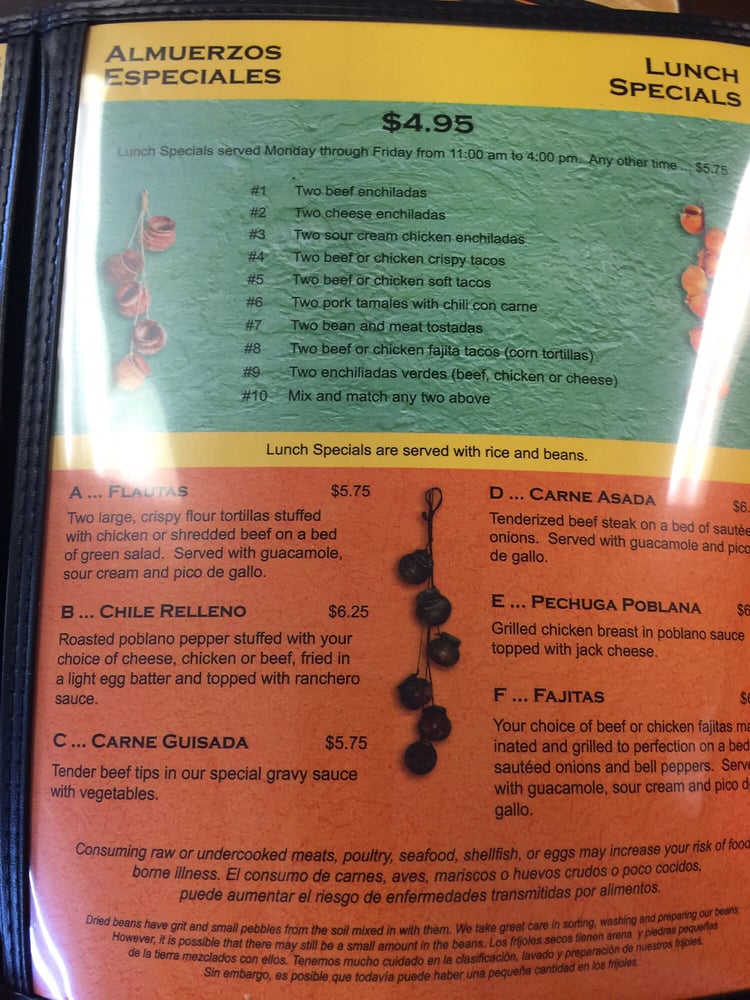 ALMUERZOS
ESPECIALES
LUNCH
SPECIALS
$4.95
Lunch Specials served Monday through Friday from 11:00 am to 4:00 pm. Any other time ... $5.75
#1 Two beef enchiladas
#2 Two cheese enchiladas
#3 Two sour cream chicken enchiladas
#4 Two beef or chicken crispy tacos
#5 Two beef or chicken soft tacos
#6 Two pork tamales with chili con carne
#7 Two bean and meat tostadas
#8 Two beef or chicken fajita tacos (corn tortillas)
#9 Two enchiliadas verdes (beef, chicken or cheese)
#10 Mix and match any two above
Lunch Specials are served with rice and beans.
A ... FLAUTAS $5.75
Two large, crispy flour tortillas stuffed
with chicken or shredded beef on a bed
of green salad. Served with guacamole,
sour cream and pico de gallo.
B ... CHILE RELLENO $6.25
Roasted poblano pepper stuffed with your
choice of cheese, chicken or beef, fried in
a light egg batter and topped with ranchero
sauce.
C ... CARNE GUISADA $5.75
Tender beef tips in our special gravy sauce
with vegetables.
D ... CARNE ASADA $6.
Tenderized beef steak on a bed of sautée
onions. Served with guacamole and pico
de gallo.
E ... PECHUGA POBLANA $6
Grilled chicken breast in poblano sauce
topped with jack cheese.
F ... FAJITAS
Your choice of beef or chicken fajitas ma
inated and grilled to perfection on a bed
sautéed onions and bell peppers. Serve
with guacamole, sour cream and pico d
gallo.
Consuming raw or undercooked meats, poultry, seafood, shellfish, or eggs may increase your risk of food
borne illness. El consumo de carnes, aves, mariscos o huevos crudos o poco cocidos,
puede aumentar el riesgo de enfermedades transmitidas por alimentos.
Dried beans have grit and small pebbles from the soil mixed in with them. We take great care in sorting, washing and preparing our beans.
However, it is possible that there may still be a small amount in the beans. Los frijoles secos tienen arena y piedras pequeñas
de la tierra mezclados con ellos. Tenemos mucho cuidado en la clasificación, lavado y preparación de nuestros frijoles.
Sin embargo, es posible que todavía puede haber una pequeña cantidad en los frijoles.